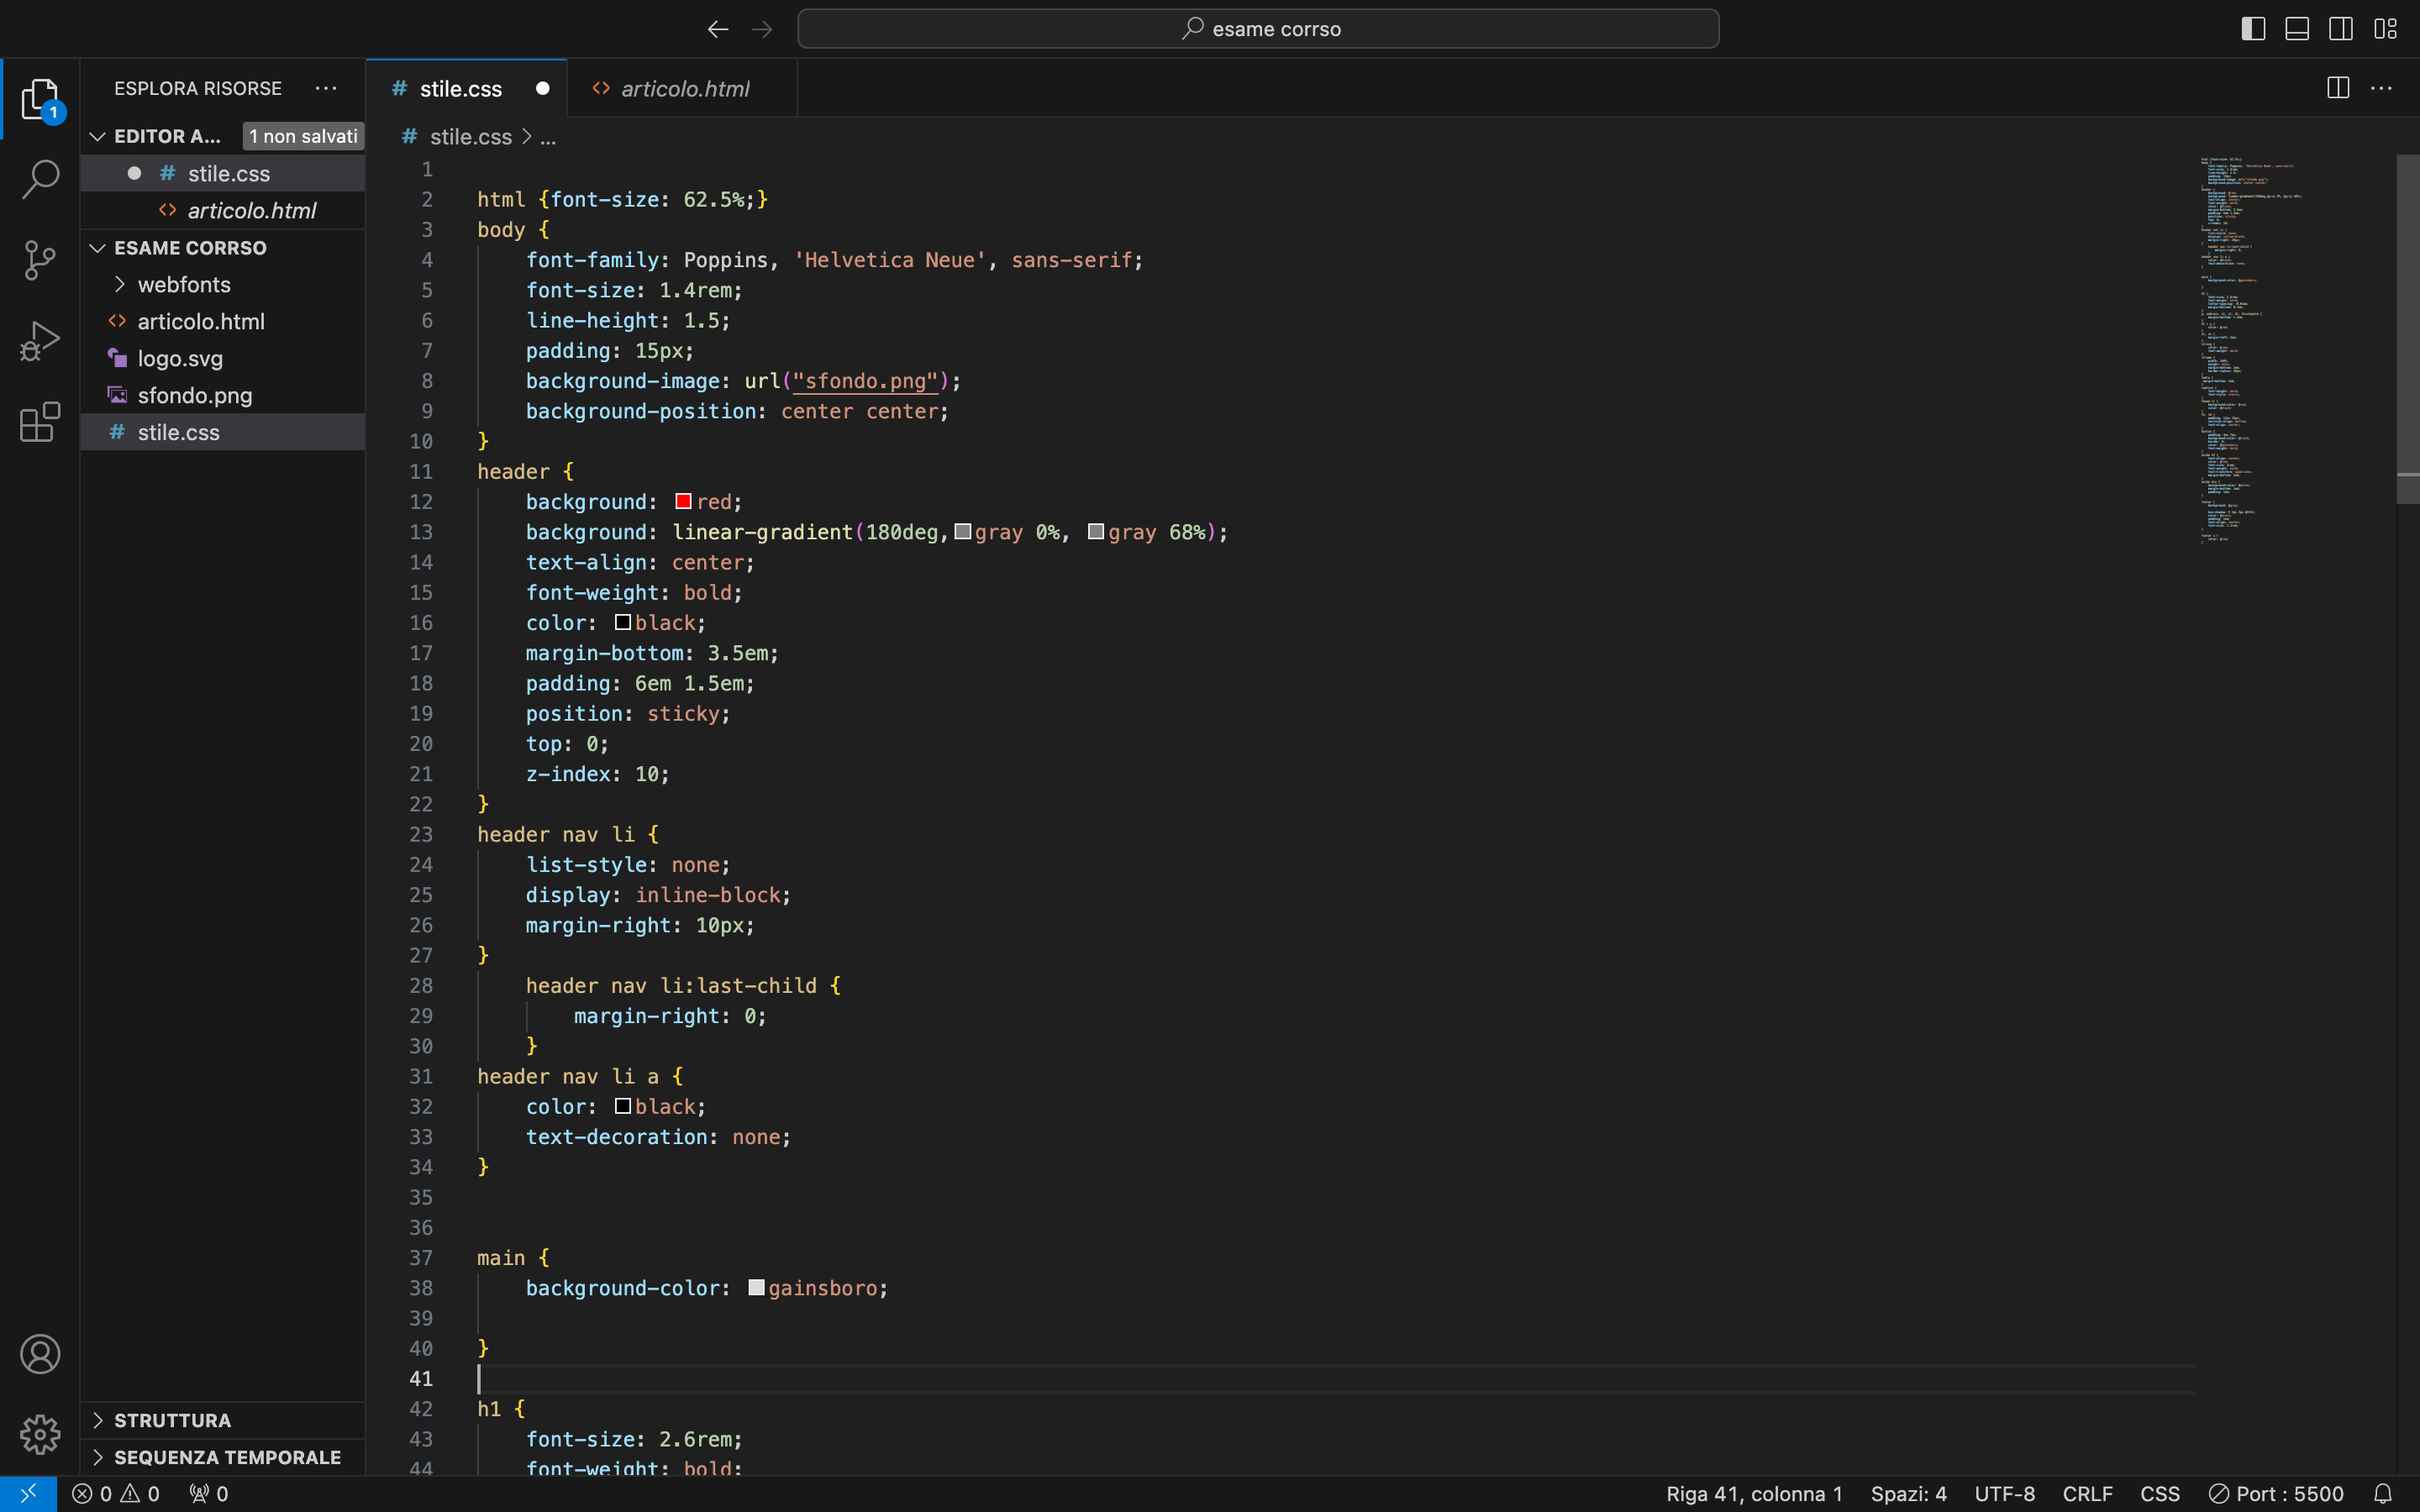 esame corrso
ESPLORA RISORSE
stile.css
articolo.html
1
EDITOR A... 1 non salvati
# stile.css > ...
# stile.css
<> articolo.html
ESAME CORRSO
webfonts
<> articolo.html
logo.svg
sfondo.png
# stile.css
STRUTTURA
SEQUENZA TEMPORALE
1
2 html {font-size: 62.5%;}
3 body {
4 font-family: Poppins, 'Helvetica Neue', sans-serif;
5 font-size: 1.4rem;
6 line-height: 1.5;
7 padding: 15px;
8 background-image: url("sfondo.png");
9 background-position: center center;
10 }
11 header {
12 background: red;
13 background: linear-gradient(180deg, gray 0%, gray 68%);
14 text-align: center;
15 font-weight: bold;
16 color: black;
17 margin-bottom: 3.5em;
18 padding: 6em 1.5em;
19 position: sticky;
20 top: 0;
21 z-index: 10;
22 }
23 header nav li {
24 list-style: none;
25 display: inline-block;
26 margin-right: 10px;
27 }
28 header nav li:last-child {
29 margin-right: 0;
30 }
31 header nav li a {
32 color: black;
33 text-decoration: none;
34 }
35
36
37 main {
38 background-color: gainsboro;
39
40 }
41
42 h1 {
43 font-size: 2.6rem;
44 font-weight: bold;
0 0 0
Riga 41, colonna 1 Spazi: 4 UTF-8 CRLF CSS Port : 5500